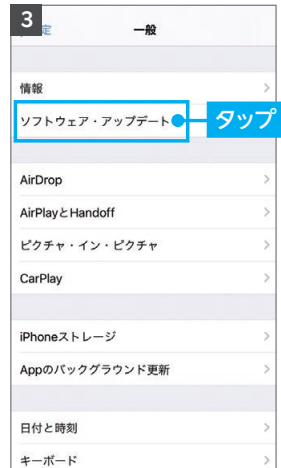 3
定
一般
情報
ソフトウェア・アップデート
タップ
AirDrop
AirPlayとHandoff
ピクチャ・イン・ピクチャ
CarPlay
iPhoneストレージ
Appのバックグラウンド更新
日付と時刻
キーボード